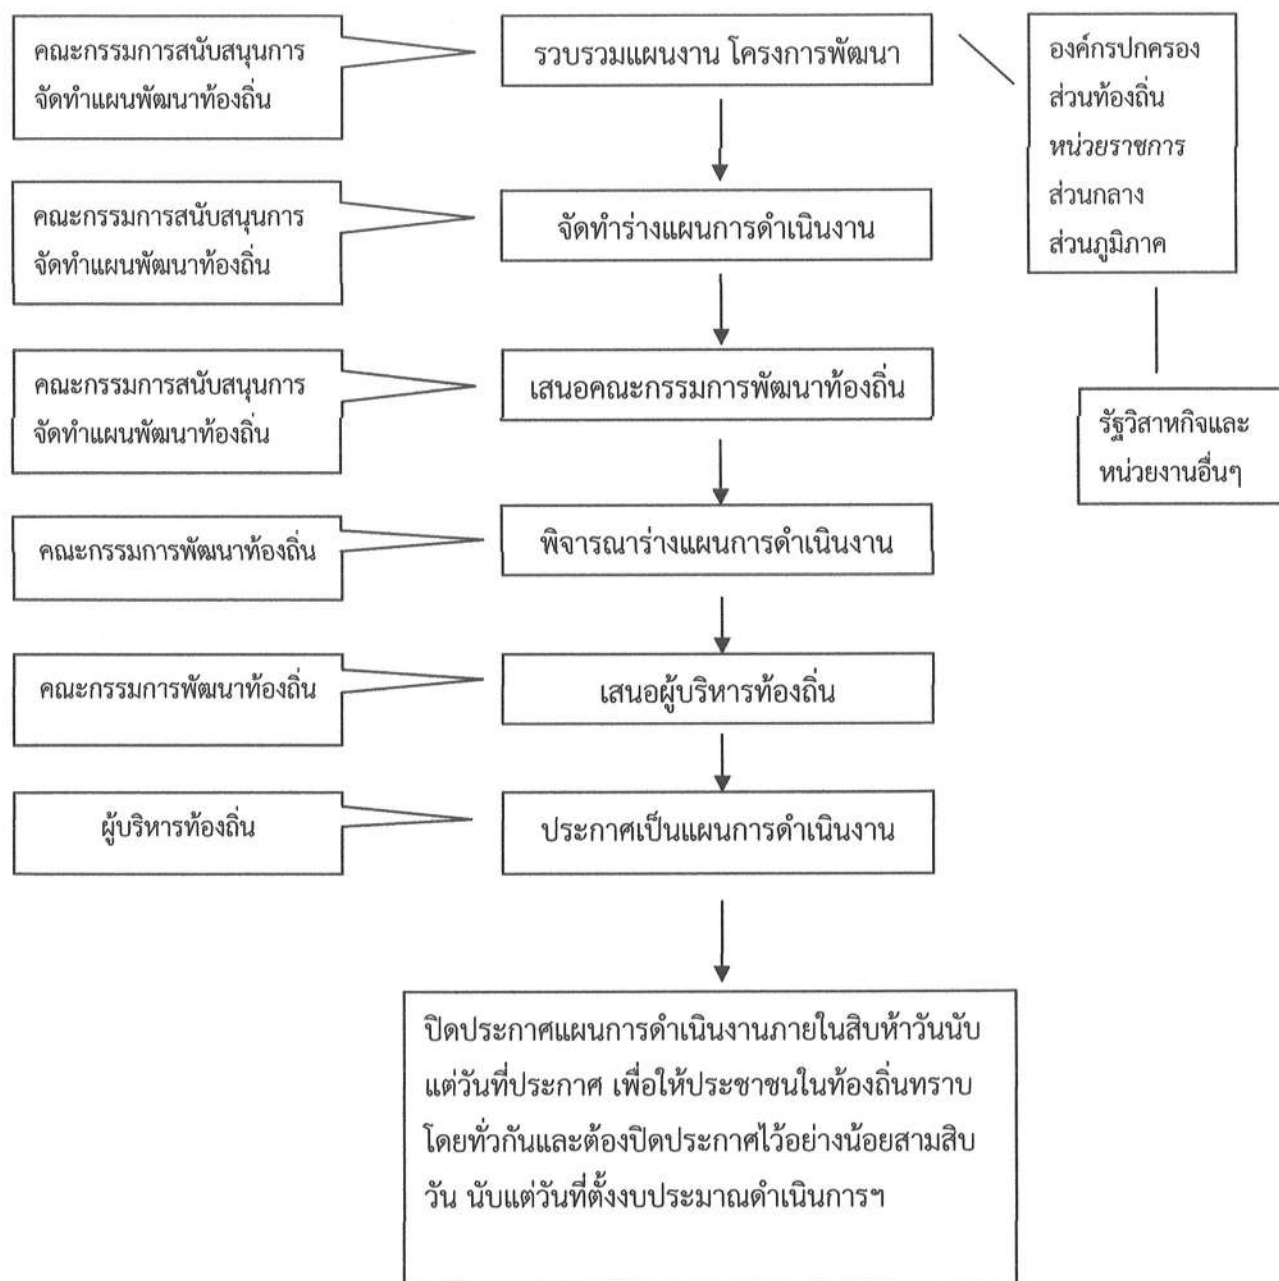 คณะกรรมการสนับสนุนการ
จัดทำแผนพัฒนาท้องถิ่น
รวบรวมแผนงาน โครงการพัฒนา
องค์กรปกครอง
ส่วนท้องถิ่น
หน่วยราชการ
ส่วนกลาง
ส่วนภูมิภาค
คณะกรรมการสนับสนุนการ
จัดทำแผนพัฒนาท้องถิ่น
จัดทำร่างแผนการดำเนินงาน
คณะกรรมการสนับสนุนการ
จัดทำแผนพัฒนาท้องถิ่น
เสนอคณะกรรมการพัฒนาท้องถิ่น
รัฐวิสาหกิจและ
หน่วยงานอื่นๆ
คณะกรรมการพัฒนาท้องถิ่น
พิจารณาร่างแผนการดำเนินงาน
คณะกรรมการพัฒนาท้องถิ่น
เสนอผู้บริหารท้องถิ่น
ผู้บริหารท้องถิ่น
ประกาศเป็นแผนการดำเนินงาน
ปิดประกาศแผนการดำเนินงานภายในสิบห้าวันนับ
แต่วันที่ประกาศ เพื่อให้ประชาชนในท้องถิ่นทราบ
โดยทั่วกันและต้องปิดประกาศไว้อย่างน้อยสามสิบ
วัน นับแต่วันที่ตั้งงบประมาณดำเนินการฯ